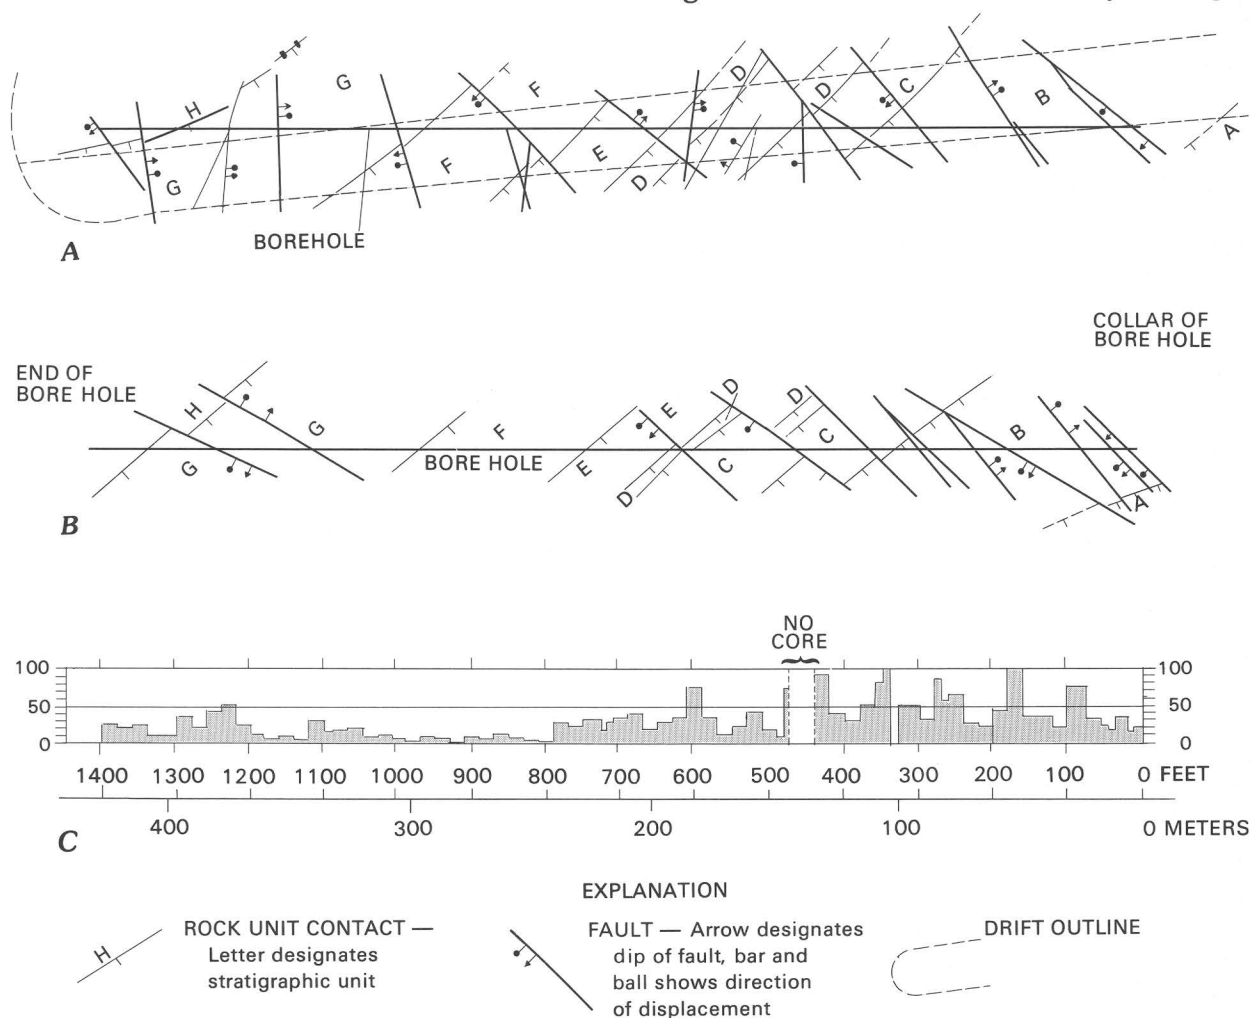 H
G
F
D
D
C
B
A
G
F
E
D
BOREHOLE
A
COLLAR OF
BORE HOLE
END OF
BORE HOLE
H
G
F
E
D
D
C
B
G
BORE HOLE
E
D
C
A
B
NO
CORE
100
50
0
100
50
0
1400 1300 1200 1100 1000 900 800 700 600 500 400 300 200 100 0 FEET
400 300 200 100 0 METERS
C
EXPLANATION
H
ROCK UNIT CONTACT —
Letter designates
stratigraphic unit
FAULT — Arrow designates
dip of fault, bar and
ball shows direction
of displacement
DRIFT OUTLINE